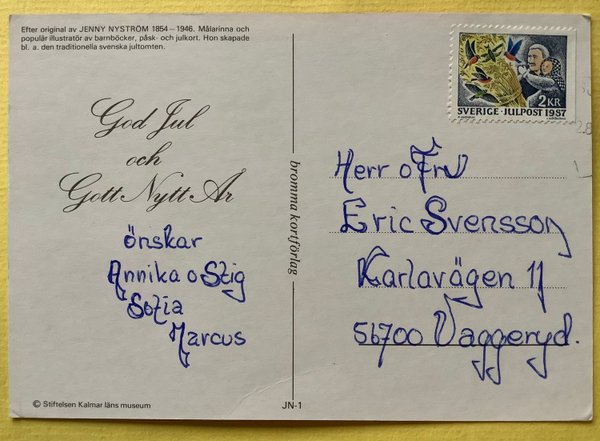 Efter original av JENNY NYSTRÖM 1854–1946. Målarinna och
populär illustratör av barnböcker, påsk- och julkort. Hon skapade
bl. a. den traditionella svenska jultomten.
God Jul
och
Gott Nytt År
önskar
Annika o Stig
Sofia
Marcus
© Stiftelsen Kalmar läns museum
bromma kortförlag
JN-1
2 KR
SVERIGE · JULPOST 1987
Herr o Fru
Eric Svensson
Karlavägen 11
56700 Vaggeryd.